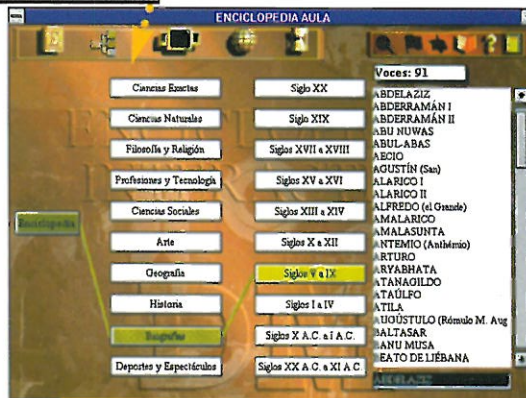 ENCICLOPEDIA AULA
Voces: 91
Enciclopedia
Ciencias Exactas
Ciencias Naturales
Filosofía y Religión
Profesiones y Tecnología
Ciencias Sociales
Arte
Geografía
Historia
Biografías
Deportes y Espectáculos
Siglo XX
Siglo XIX
Siglos XVII a XVIII
Siglos XV a XVI
Siglos XIII a XIV
Siglos X a XII
Siglos V a IX
Siglos I a IV
Siglos X A.C. a I A.C.
Siglos XX A.C. a XI A.C.
ABDELAZIZ
ABDERRAMÁN I
ABDERRAMÁN II
ABU NUWAS
ABUL-ABAS
AECIO
AGUSTÍN (San)
ALARICO I
ALARICO II
ALFREDO (el Grande)
AMALARICO
AMALASUNTA
ANTEMIO (Anthémio)
ARTURO
ARYABHATA
ATANAGILDO
ATAÚLFO
ATILA
AUGÚSTULO (Rómulo M. Aug
BALTASAR
BANU MUSA
BEATO DE LIÉBANA
ABDELAZIZ